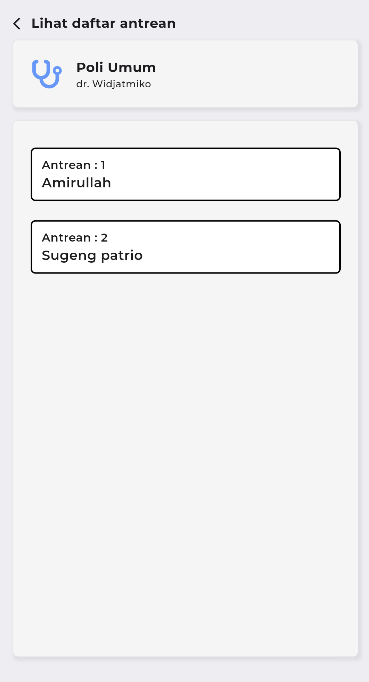 Lihat daftar antrean
Poli Umum
dr. Widjatmiko
Antrean : 1
Amirullah
Antrean : 2
Sugeng patrio